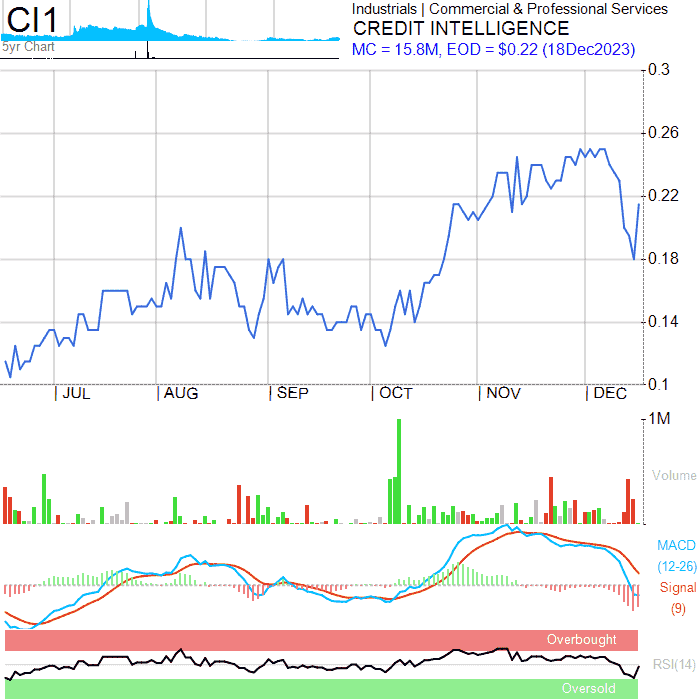 CI1
5yr Chart
Industrials | Commercial & Professional Services
CREDIT INTELLIGENCE
MC = 15.8M, EOD = $0.22 (18Dec2023)
0.3
0.26
0.22
0.18
0.14
0.1
| JUL | AUG | SEP | OCT | NOV | DEC
1M
Volume
MACD
(12-26)
Signal
(9)
Overbought
RSI(14)
Oversold